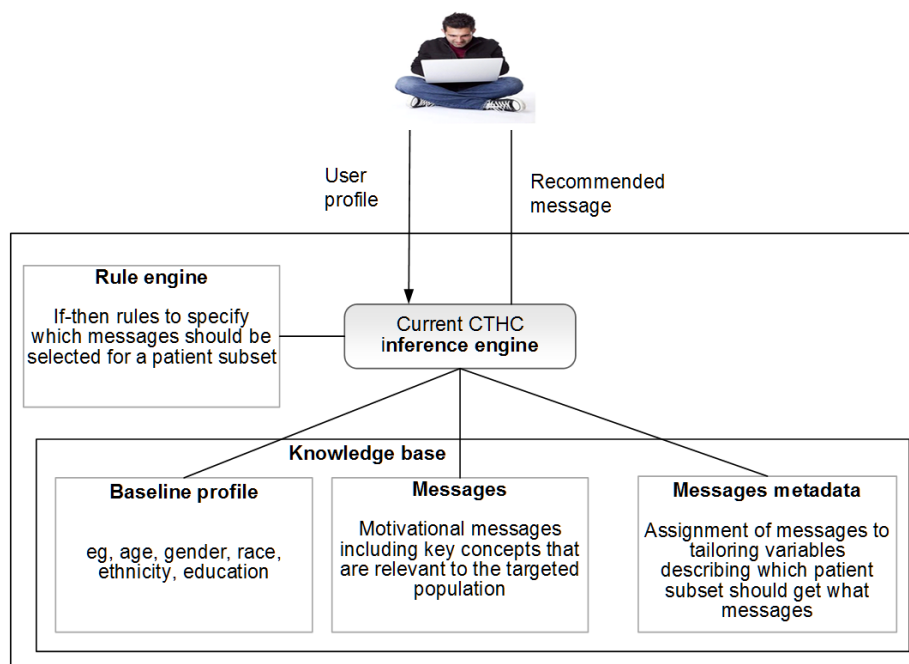 User
profile
Recommended
message
Rule engine
If-then rules to specify
which messages should be
selected for a patient subset
Current CTHC
inference engine
Knowledge base
Baseline profile
eg, age, gender, race,
ethnicity, education
Messages
Motivational messages
including key concepts that
are relevant to the targeted
population
Messages metadata
Assignment of messages to
tailoring variables
describing which patient
subset should get what
messages